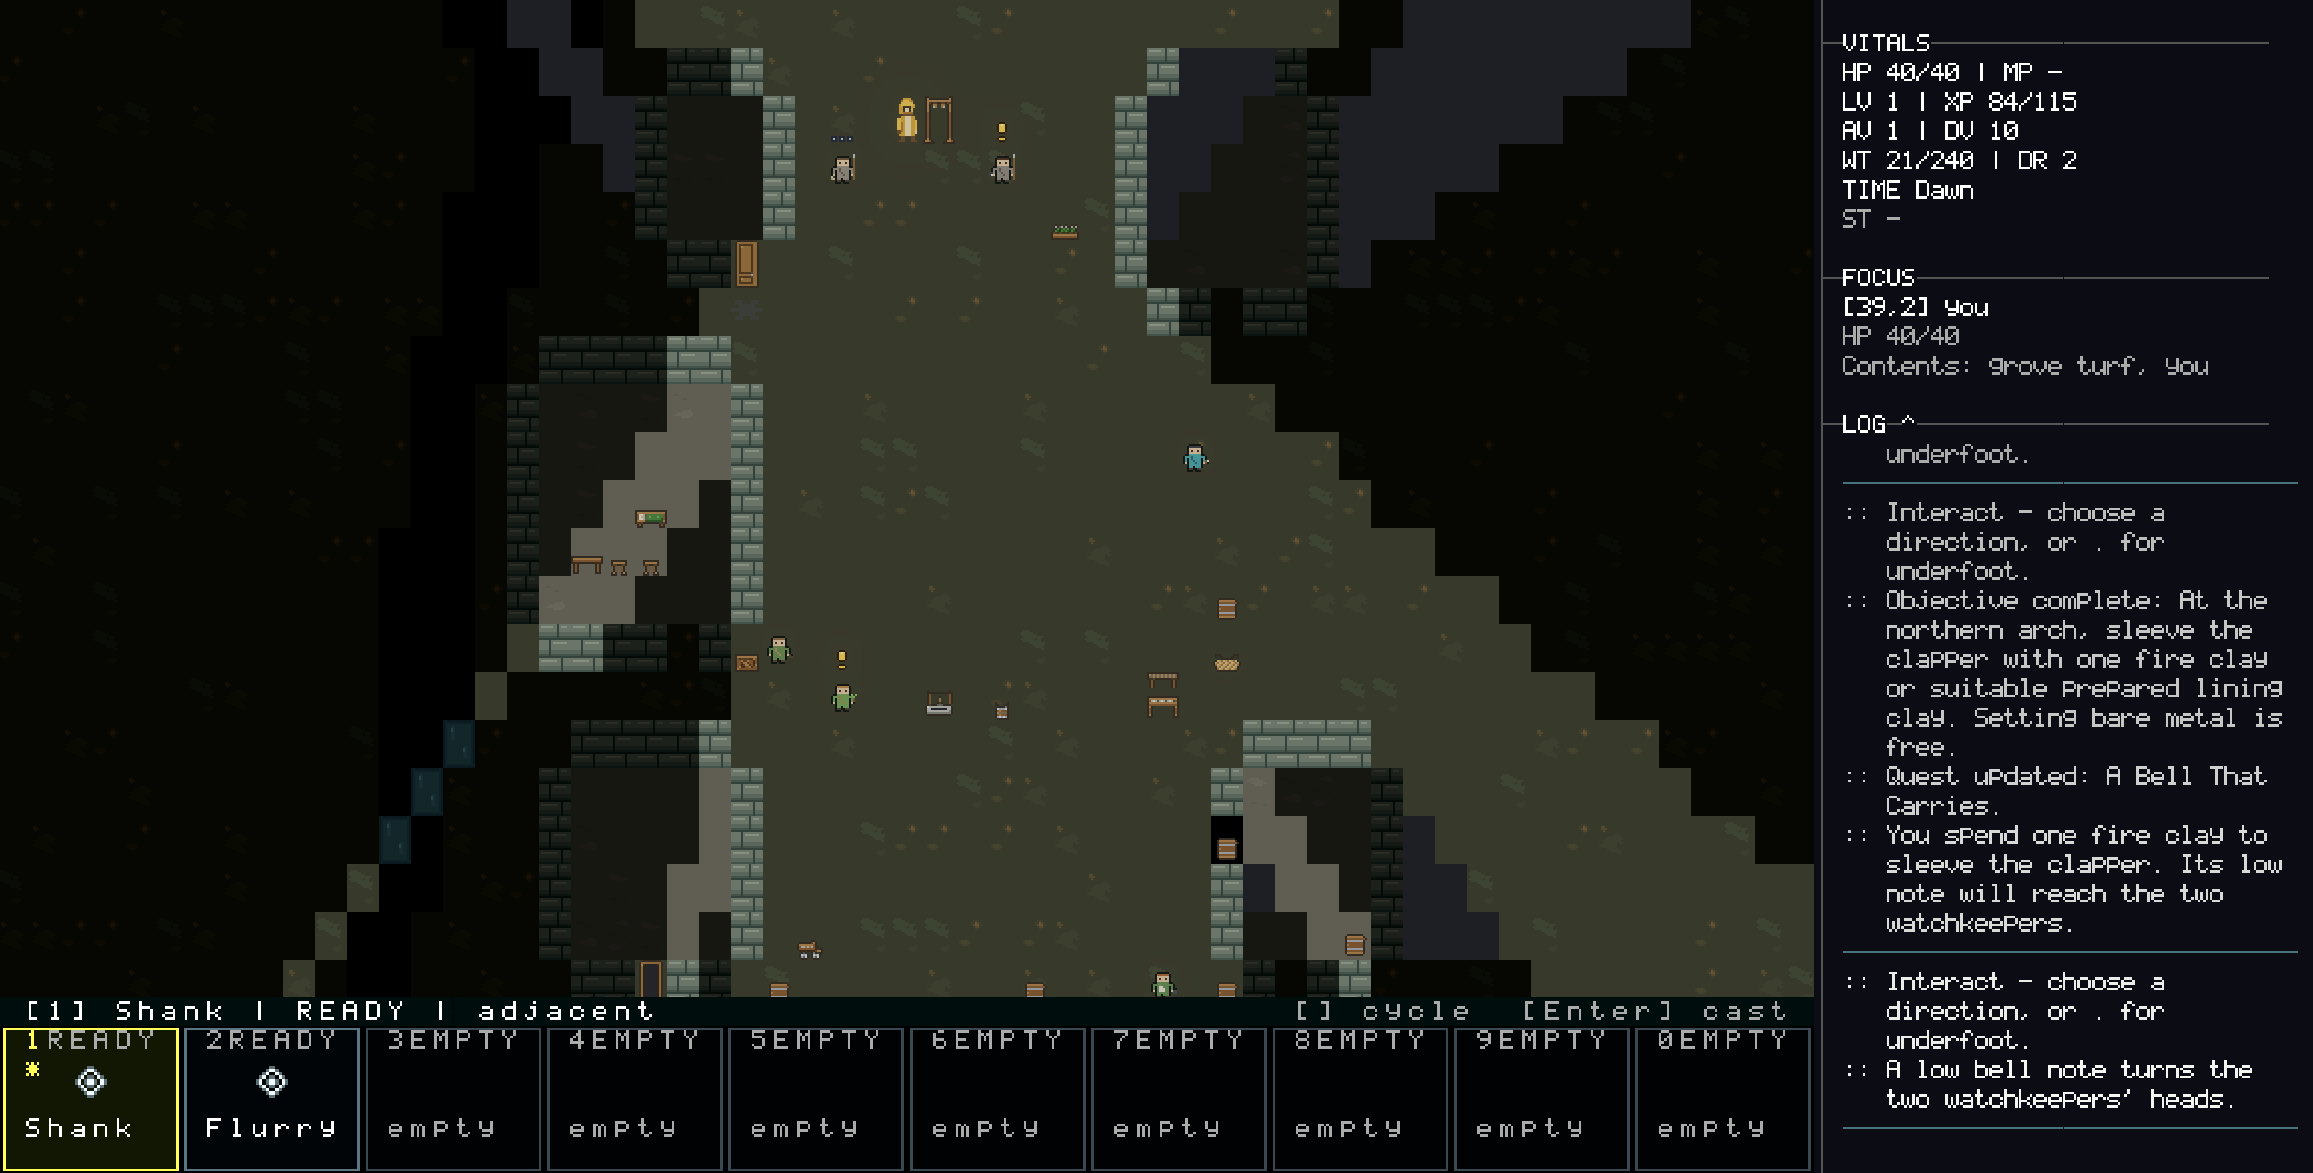 VITALS
HP 40/40 | MP -
LV 1 | XP 84/115
AV 1 | DV 10
WT 21/240 | DR 2
TIME Dawn
ST -
FOCUS
[39,2] You
HP 40/40
Contents: grove turf, You
LOG ^
underfoot.
:: Interact - choose a
direction, or . for
underfoot.
:: Objective complete: At the
northern arch, sleeve the
clapper with one fire clay
or suitable prepared lining
clay. Setting bare metal is
free.
:: Quest updated: A Bell That
Carries.
:: You spend one fire clay to
sleeve the clapper. Its low
note will reach the two
watchkeepers.
:: Interact - choose a
direction, or . for
underfoot.
:: A low bell note turns the
two watchkeepers' heads.
[1] Shank | READY | adjacent [] cycle [Enter] cast
1READY 2READY 3EMPTY 4EMPTY 5EMPTY 6EMPTY 7EMPTY 8EMPTY 9EMPTY 0EMPTY
Shank Flurry empty empty empty empty empty empty empty empty